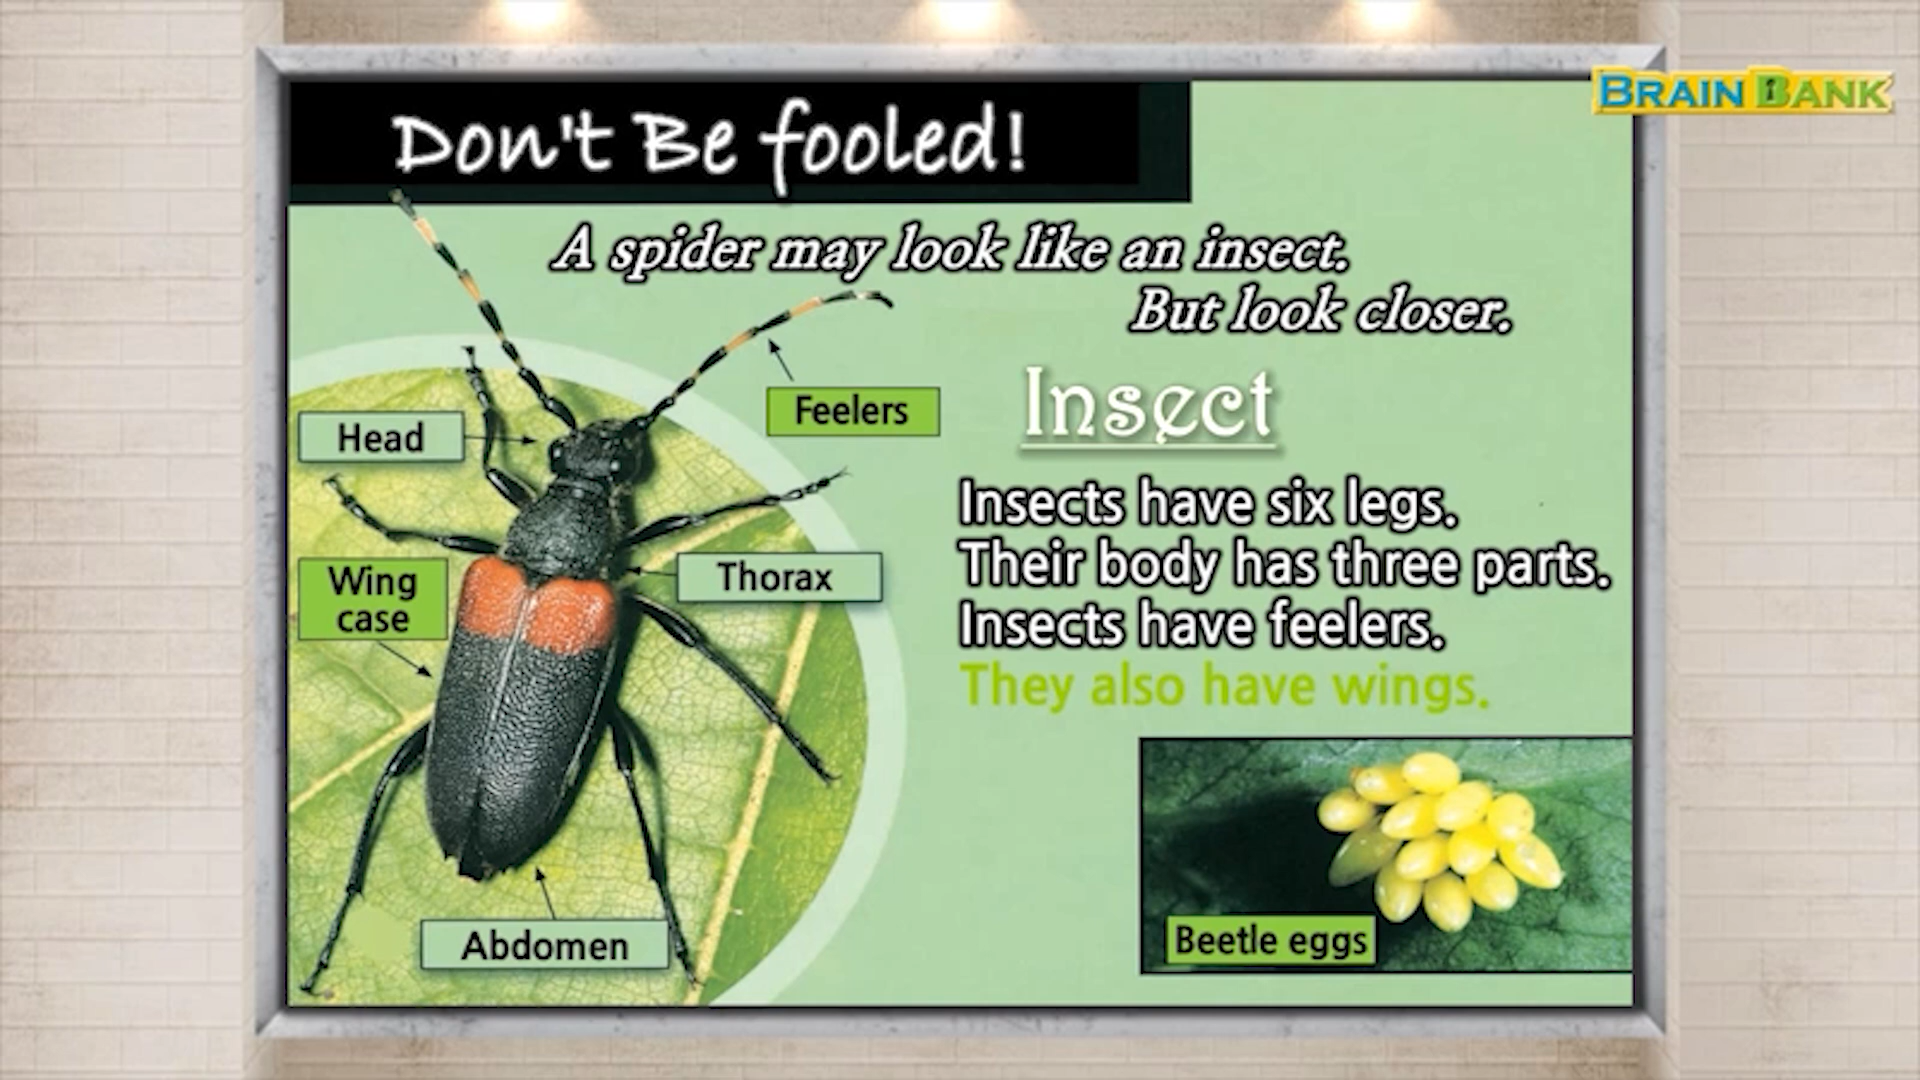 BRAIN BANK
Don't Be fooled!
A spider may look like an insect.
But look closer.
Insect
Insects have six legs.
Their body has three parts.
Insects have feelers.
They also have wings.
Feelers
Head
Wing
case
Thorax
Abdomen
Beetle eggs